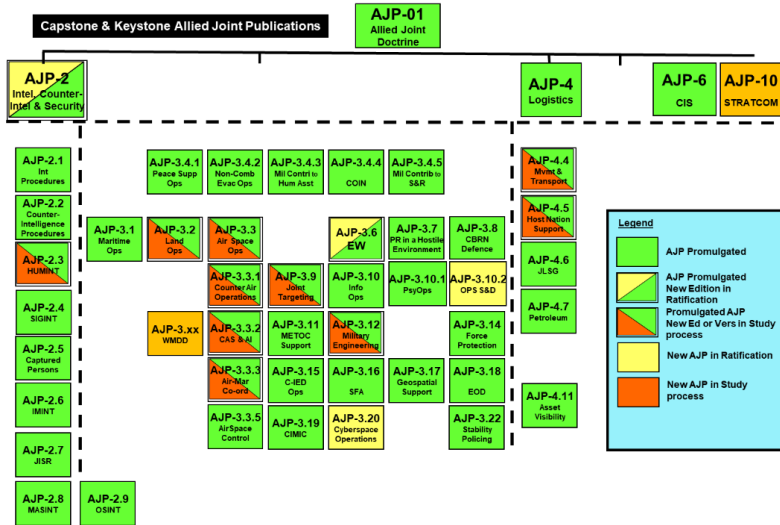 Capstone & Keystone Allied Joint Publications
AJP-01
Allied Joint
Doctrine
AJP-2
Intel, Counter-
Intel & Security
AJP-4
Logistics
AJP-6
CIS
AJP-10
STRATCOM
AJP-2.1
Int
Procedures
AJP-2.2
Counter-
Intelligence
Procedures
AJP-2.3
HUMINT
AJP-2.4
SIGINT
AJP-2.5
Captured
Persons
AJP-2.6
IMINT
AJP-2.7
JISR
AJP-2.8
MASINT
AJP-2.9
OSINT
AJP-3.4.1
Peace Supp
Ops
AJP-3.4.2
Non-Comb
Evac Ops
AJP-3.4.3
Mil Contri to
Hum Asst
AJP-3.4.4
COIN
AJP-3.4.5
Mil Contrib to
S&R
AJP-3.1
Maritime
Ops
AJP-3.2
Land
Ops
AJP-3.3
Air Space
Ops
AJP-3.6
EW
AJP-3.7
PR in a Hostile
Environment
AJP-3.8
CBRN
Defence
AJP-3.3.1
Counter Air
Operations
AJP-3.9
Joint
Targeting
AJP-3.10
Info
Ops
AJP-3.10.1
PsyOps
AJP-3.10.2
OPS S&D
AJP-3.xx
WMDD
AJP-3.3.2
CAS & AI
AJP-3.11
METOC
Support
AJP-3.12
Military
Engineering
AJP-3.14
Force
Protection
AJP-3.3.3
Air-Mar
Co-ord
AJP-3.15
C-IED
Ops
AJP-3.16
SFA
AJP-3.17
Geospatial
Support
AJP-3.18
EOD
AJP-3.3.5
AirSpace
Control
AJP-3.19
CIMIC
AJP-3.20
Cyberspace
Operations
AJP-3.22
Stability
Policing
AJP-4.4
Mvmt &
Transport
AJP-4.5
Host Nation
Support
AJP-4.6
JLSG
AJP-4.7
Petroleum
AJP-4.11
Asset
Visibility
Legend
AJP Promulgated
AJP Promulgated
New Edition in
Ratification
Promulgated AJP
New Ed or Vers in Study
process
New AJP in Ratification
New AJP in Study
process